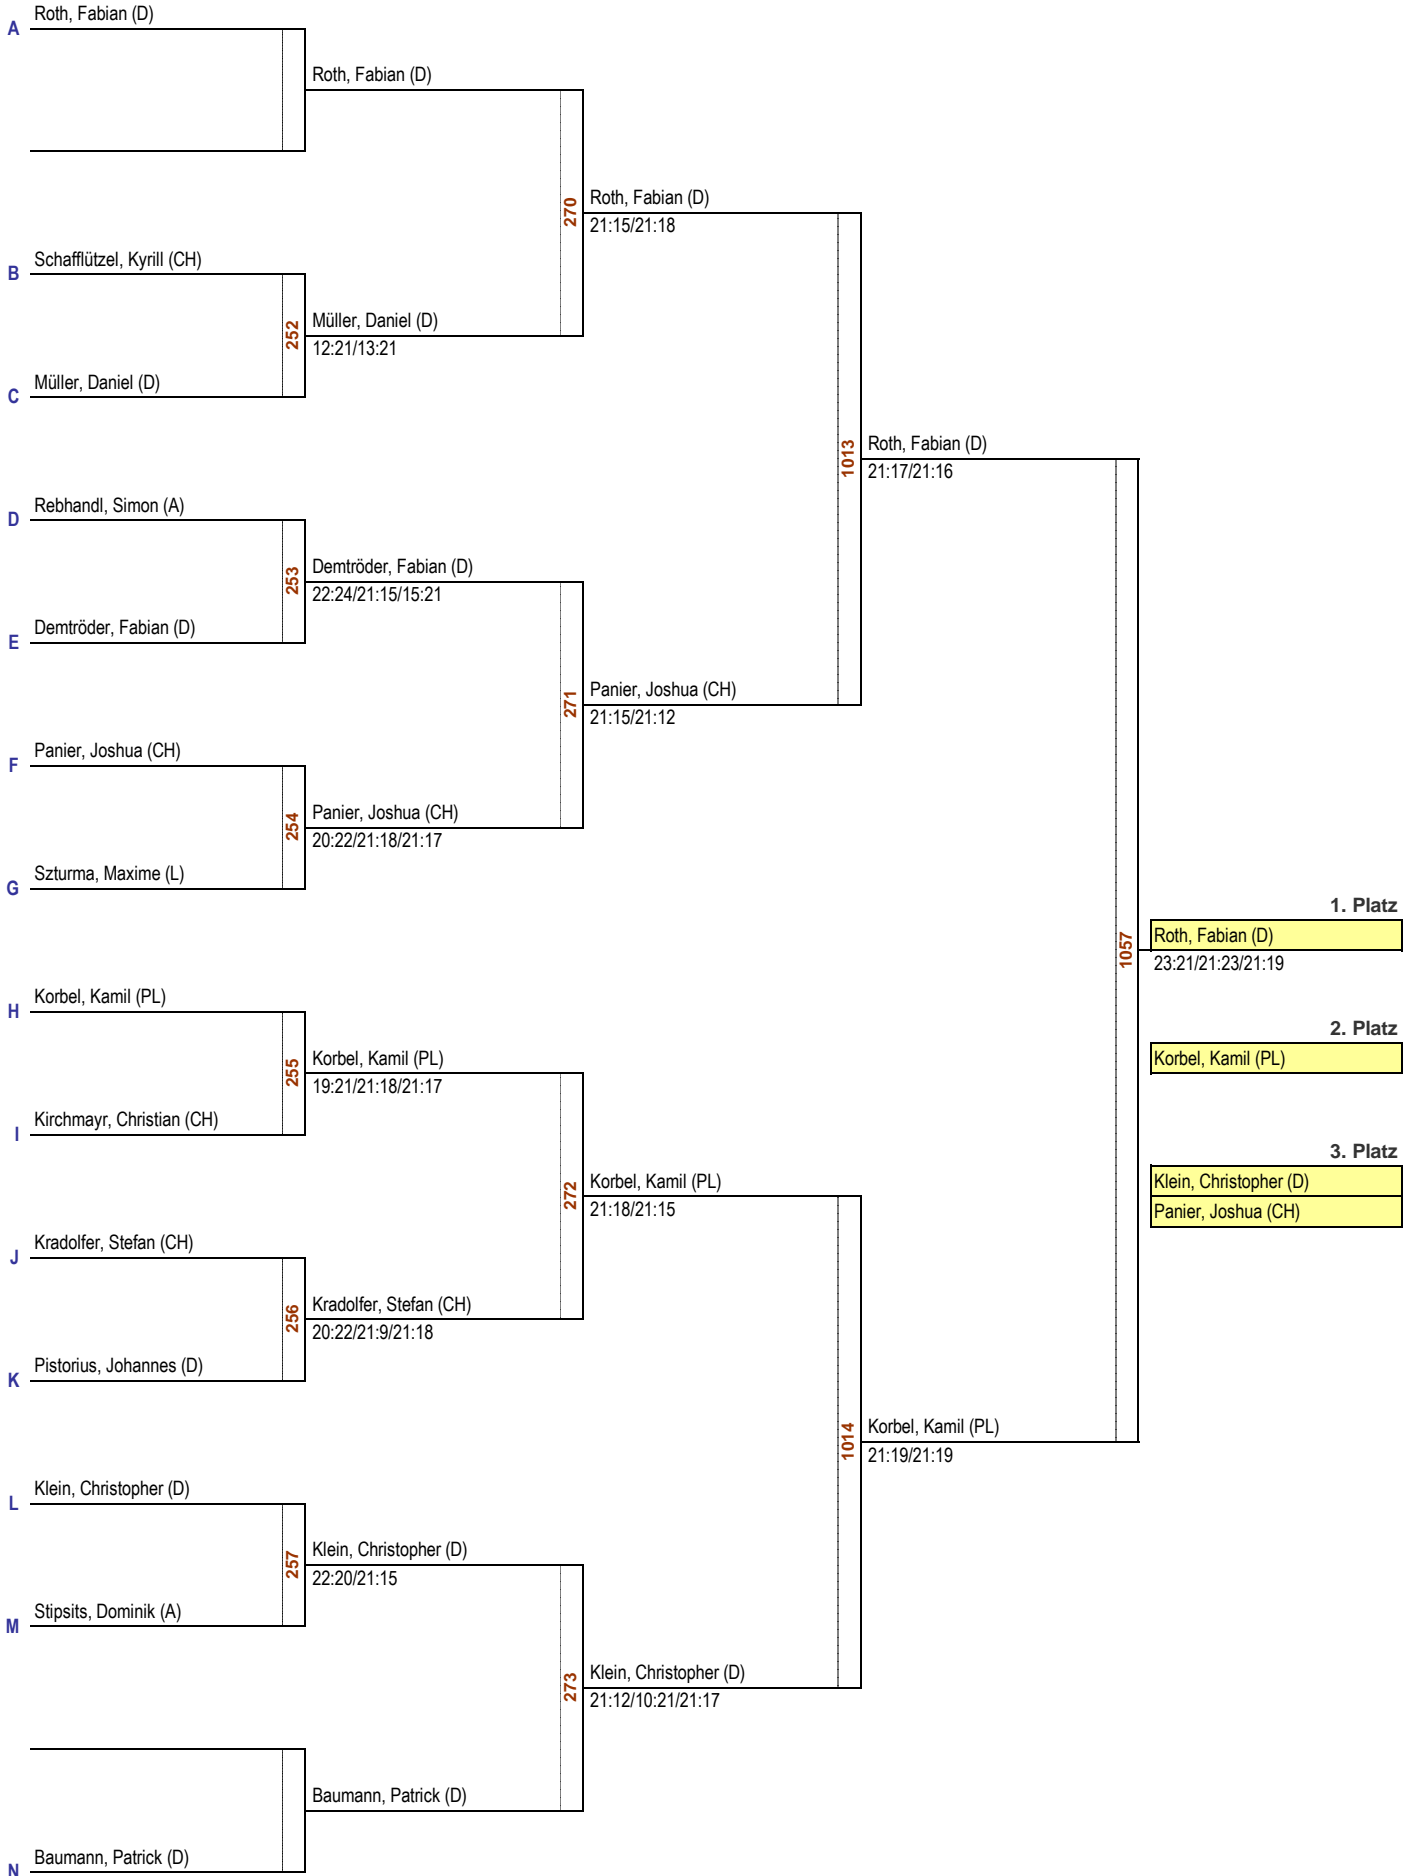 Roth, Fabian (D)
A
Roth, Fabian (D)
270
Roth, Fabian (D)
21:15/21:18
Schafflützel, Kyrill (CH)
B
252
Müller, Daniel (D)
12:21/13:21
Müller, Daniel (D)
C
1013
Roth, Fabian (D)
21:17/21:16
Rebhandl, Simon (A)
D
253
Demtröder, Fabian (D)
22:24/21:15/15:21
Demtröder, Fabian (D)
E
271
Panier, Joshua (CH)
21:15/21:12
Panier, Joshua (CH)
F
254
Panier, Joshua (CH)
20:22/21:18/21:17
Szturma, Maxime (L)
G
1. Platz
1057
Roth, Fabian (D)
23:21/21:23/21:19
Korbel, Kamil (PL)
H
2. Platz
Korbel, Kamil (PL)
255
Korbel, Kamil (PL)
19:21/21:18/21:17
Kirchmayr, Christian (CH)
I
3. Platz
Klein, Christopher (D)
Panier, Joshua (CH)
272
Korbel, Kamil (PL)
21:18/21:15
Kradolfer, Stefan (CH)
J
256
Kradolfer, Stefan (CH)
20:22/21:9/21:18
Pistorius, Johannes (D)
K
1014
Korbel, Kamil (PL)
21:19/21:19
Klein, Christopher (D)
L
257
Klein, Christopher (D)
22:20/21:15
Stipsits, Dominik (A)
M
273
Klein, Christopher (D)
21:12/10:21/21:17
Baumann, Patrick (D)
Baumann, Patrick (D)
N